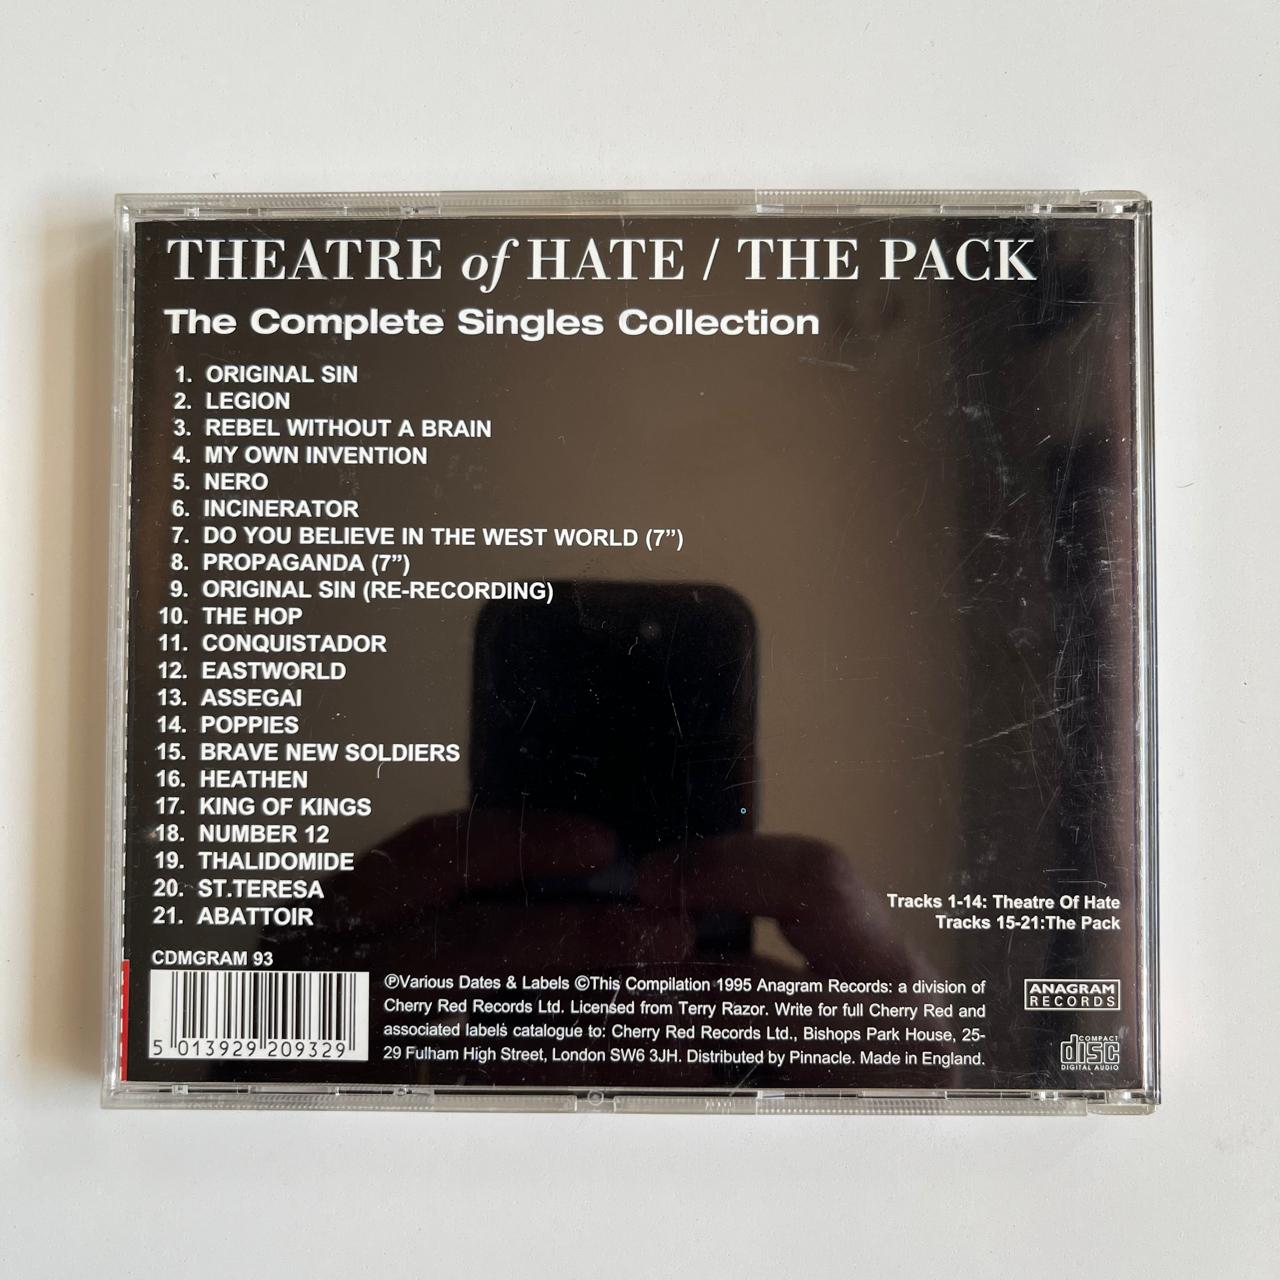 THEATRE of HATE / THE PACK
The Complete Singles Collection
1. ORIGINAL SIN
2. LEGION
3. REBEL WITHOUT A BRAIN
4. MY OWN INVENTION
5. NERO
6. INCINERATOR
7. DO YOU BELIEVE IN THE WEST WORLD (7”)
8. PROPAGANDA (7”)
9. ORIGINAL SIN (RE-RECORDING)
10. THE HOP
11. CONQUISTADOR
12. EASTWORLD
13. ASSEGAI
14. POPPIES
15. BRAVE NEW SOLDIERS
16. HEATHEN
17. KING OF KINGS
18. NUMBER 12
19. THALIDOMIDE
20. ST.TERESA
21. ABATTOIR
Tracks 1-14: Theatre Of Hate
Tracks 15-21:The Pack
CDMGRAM 93
5 013929 209329
℗Various Dates & Labels ©This Compilation 1995 Anagram Records: a division of
Cherry Red Records Ltd. Licensed from Terry Razor. Write for full Cherry Red and
associated labels catalogue to: Cherry Red Records Ltd., Bishops Park House, 25-
29 Fulham High Street, London SW6 3JH. Distributed by Pinnacle. Made in England.
ANAGRAM
RECORDS
COMPACT
disc
DIGITAL AUDIO